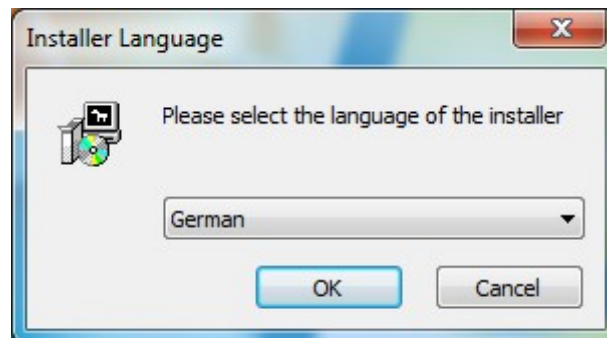 Installer Language
Please select the language of the installer
German
OK
Cancel